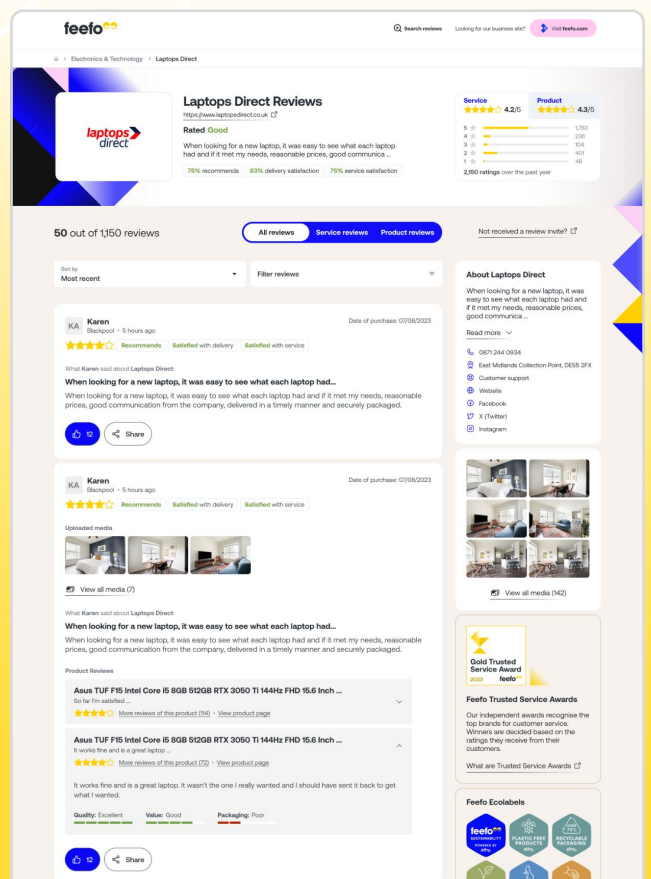 feefo
Search reviews
Looking for our business site?
Visit feefo.com
Electronics & Technology > Laptops Direct
laptops
direct
Laptops Direct Reviews
https://www.laptopsdirect.co.uk
Rated Good
When looking for a new laptop, it was easy to see what each laptop
had and if it met my needs, reasonable prices, good communica ...
75% recommends
83% delivery satisfaction
75% service satisfaction
Service
4.2/5
Product
4.3/5
5 1,783
4 236
3 104
2 401
1 48
2,150 ratings over the past year
50 out of 1,150 reviews
All reviews
Service reviews
Product reviews
Not received a review invite?
Sort by
Most recent
Filter reviews
KA
Karen
Blackpool • 5 hours ago
Date of purchase: 07/08/2023
Recommends
Satisfied with delivery
Satisfied with service
What Karen said about Laptops Direct:
When looking for a new laptop, it was easy to see what each laptop had...
When looking for a new laptop, it was easy to see what each laptop had and if it met my needs, reasonable
prices, good communication from the company, delivered in a timely manner and securely packaged.
12
Share
KA
Karen
Blackpool • 5 hours ago
Date of purchase: 07/08/2023
Recommends
Satisfied with delivery
Satisfied with service
Uploaded media
View all media (7)
What Karen said about Laptops Direct:
When looking for a new laptop, it was easy to see what each laptop had...
When looking for a new laptop, it was easy to see what each laptop had and if it met my needs, reasonable
prices, good communication from the company, delivered in a timely manner and securely packaged.
Product Reviews
Asus TUF F15 Intel Core i5 8GB 512GB RTX 3050 Ti 144Hz FHD 15.6 Inch ...
So far I'm satisfied ...
More reviews of this product (114) • View product page
Asus TUF F15 Intel Core i5 8GB 512GB RTX 3050 Ti 144Hz FHD 15.6 Inch ...
It works fine and is a great laptop ...
More reviews of this product (72) • View product page
It works fine and is a great laptop. It wasn't the one I really wanted and I should have sent it back to get
what I wanted.
Quality: Excellent
Value: Good
Packaging: Poor
12
Share
About Laptops Direct
When looking for a new laptop, it was
easy to see what each laptop had and
if it met my needs, reasonable prices,
good communica ...
Read more
0871 244 0934
East Midlands Collection Point, DE55 2FX
Customer support
Website
Facebook
X (Twitter)
Instagram
View all media (142)
Gold Trusted
Service Award
2023 feefo
Feefo Trusted Service Awards
Our independent awards recognise the
top brands for customer service.
Winners are decided based on the
ratings they receive from their
customers.
What are Trusted Service Awards
Feefo Ecolabels
feefo
SUSTAINABILITY
POWERED BY
PLASTIC FREE
PRODUCTS
RECYCLABLE
PACKAGING